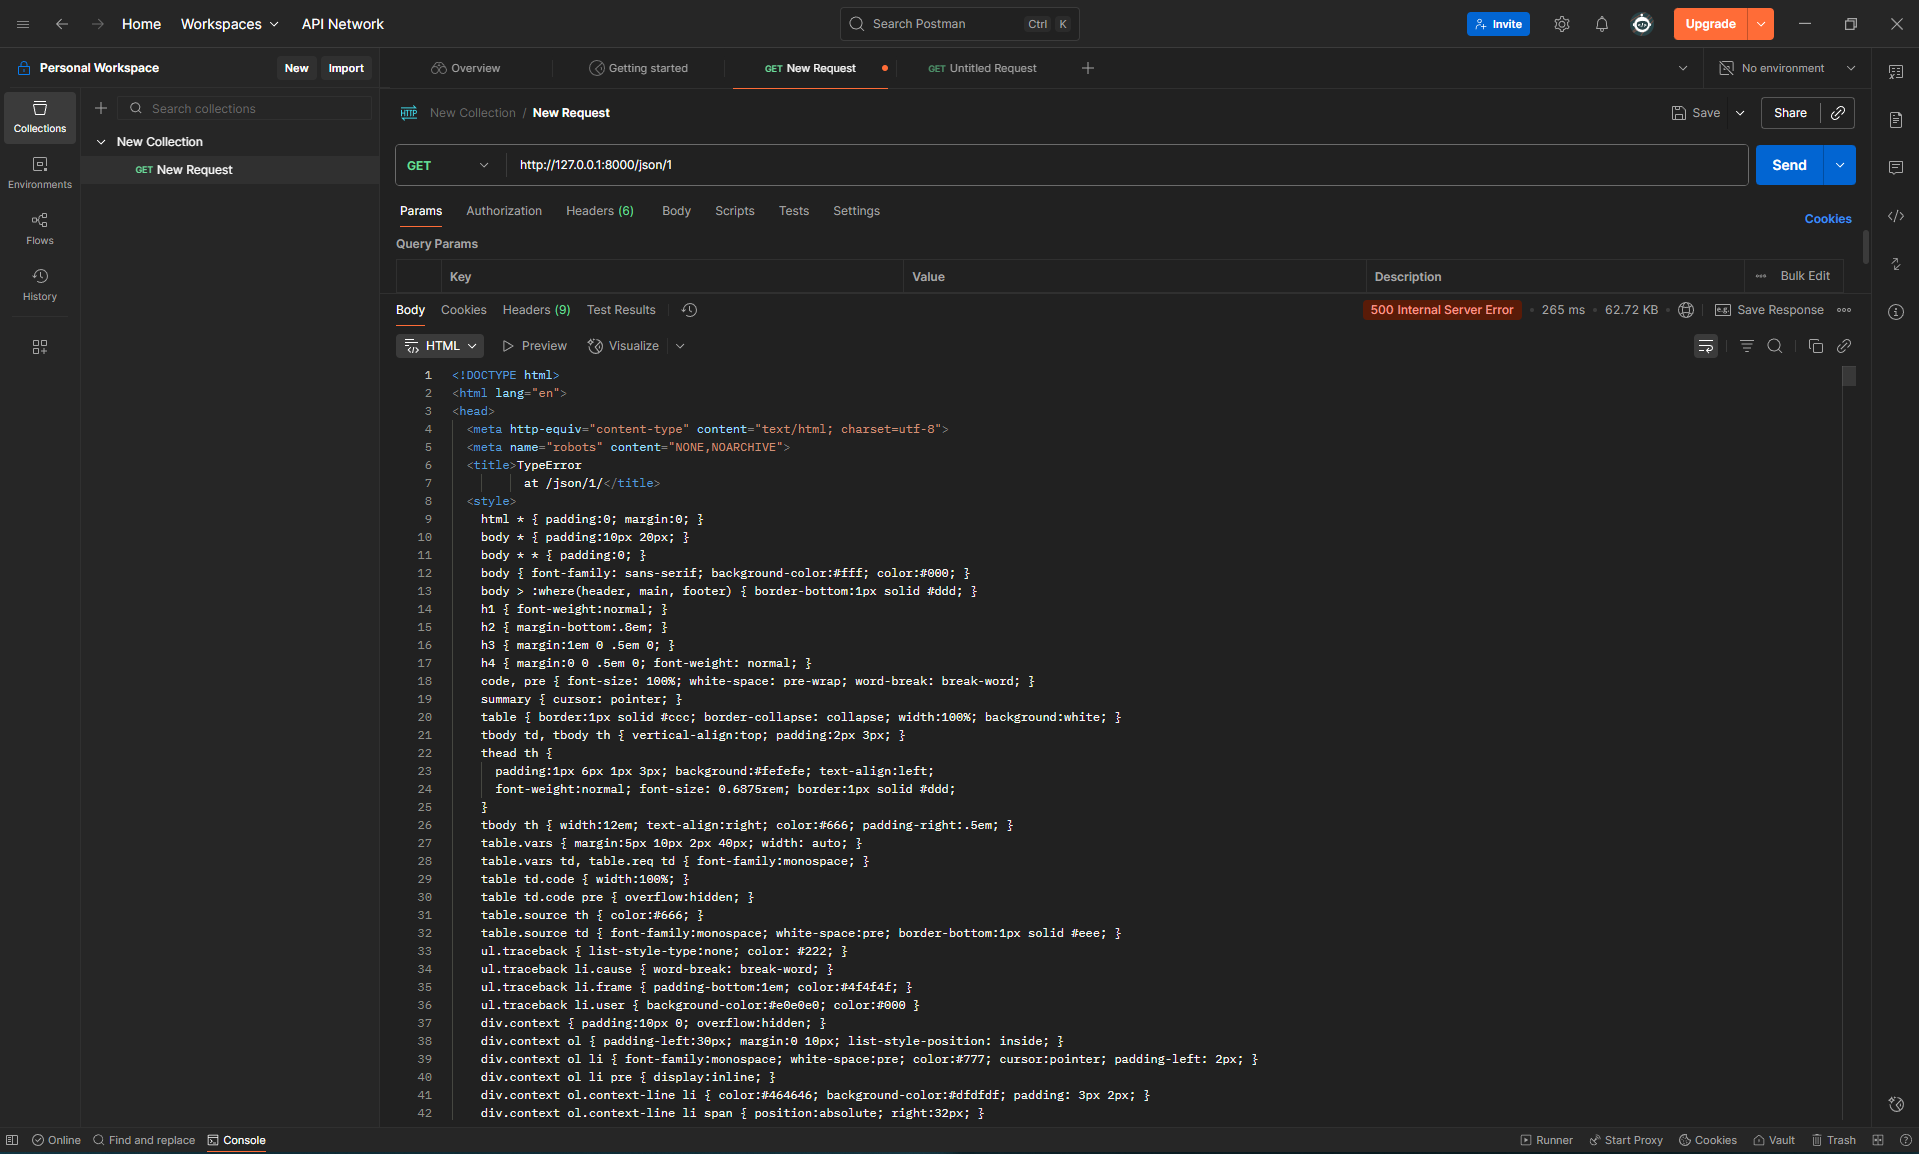 Home Workspaces API Network Search Postman Ctrl K Invite Upgrade
Personal Workspace New Import Overview Getting started GET New Request GET Untitled Request No environment
Collections
Environments
Flows
History
Search collections
New Collection
GET New Request
HTTP New Collection / New Request Save Share
GET http://127.0.0.1:8000/json/1 Send
Params Authorization Headers (6) Body Scripts Tests Settings Cookies
Query Params
Key Value Description Bulk Edit
Body Cookies Headers (9) Test Results 500 Internal Server Error 265 ms 62.72 KB e.g. Save Response
HTML Preview Visualize
1 <!DOCTYPE html>
2 <html lang="en">
3 <head>
4 <meta http-equiv="content-type" content="text/html; charset=utf-8">
5 <meta name="robots" content="NONE,NOARCHIVE">
6 <title>TypeError
7 at /json/1/</title>
8 <style>
9 html * { padding:0; margin:0; }
10 body * { padding:10px 20px; }
11 body * * { padding:0; }
12 body { font-family: sans-serif; background-color:#fff; color:#000; }
13 body > :where(header, main, footer) { border-bottom:1px solid #ddd; }
14 h1 { font-weight:normal; }
15 h2 { margin-bottom:.8em; }
16 h3 { margin:1em 0 .5em 0; }
17 h4 { margin:0 0 .5em 0; font-weight: normal; }
18 code, pre { font-size: 100%; white-space: pre-wrap; word-break: break-word; }
19 summary { cursor: pointer; }
20 table { border:1px solid #ccc; border-collapse: collapse; width:100%; background:white; }
21 tbody td, tbody th { vertical-align:top; padding:2px 3px; }
22 thead th {
23 padding:1px 6px 1px 3px; background:#fefefe; text-align:left;
24 font-weight:normal; font-size: 0.6875rem; border:1px solid #ddd;
25 }
26 tbody th { width:12em; text-align:right; color:#666; padding-right:.5em; }
27 table.vars { margin:5px 10px 2px 40px; width: auto; }
28 table.vars td, table.req td { font-family:monospace; }
29 table td.code { width:100%; }
30 table td.code pre { overflow:hidden; }
31 table.source th { color:#666; }
32 table.source td { font-family:monospace; white-space:pre; border-bottom:1px solid #eee; }
33 ul.traceback { list-style-type:none; color: #222; }
34 ul.traceback li.cause { word-break: break-word; }
35 ul.traceback li.frame { padding-bottom:1em; color:#4f4f4f; }
36 ul.traceback li.user { background-color:#e0e0e0; color:#000 }
37 div.context { padding:10px 0; overflow:hidden; }
38 div.context ol { padding-left:30px; margin:0 10px; list-style-position: inside; }
39 div.context ol li { font-family:monospace; white-space:pre; color:#777; cursor:pointer; padding-left: 2px; }
40 div.context ol li pre { display:inline; }
41 div.context ol.context-line li { color:#464646; background-color:#dfdfdf; padding: 3px 2px; }
42 div.context ol.context-line li span { position:absolute; right:32px; }
Online Find and replace Console Runner Start Proxy Cookies Vault Trash